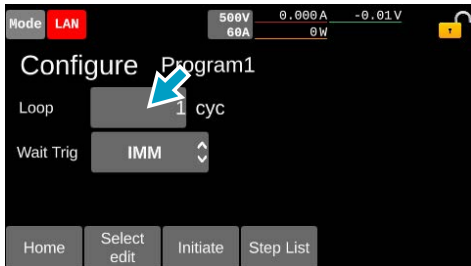 Mode LAN 500V 0.000A -0.01V
60A 0W
Configure Program1
Loop 1 cyc
Wait Trig IMM
Home Select edit Initiate Step List